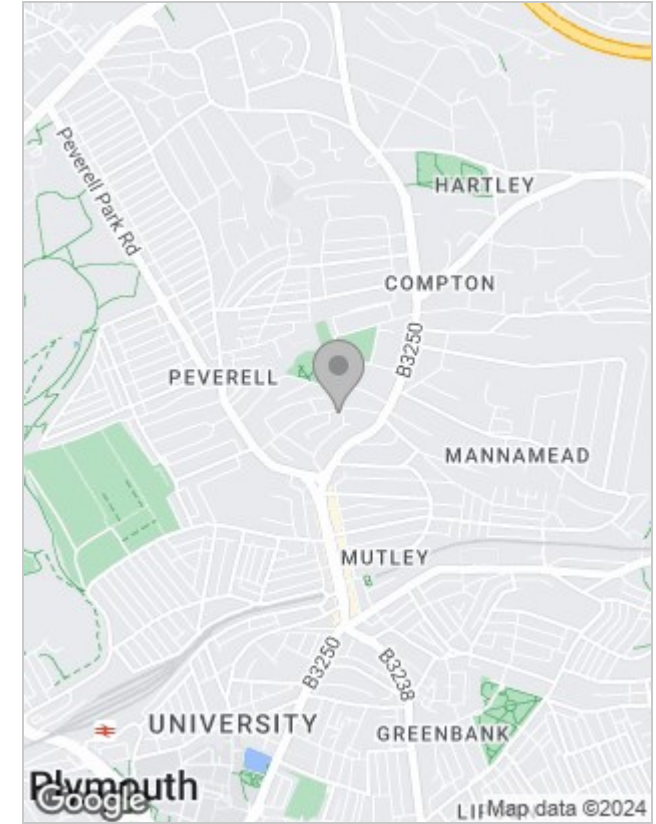 Peverell Park Rd
HARTLEY
COMPTON
B3250
PEVERELL
MANNAMEAD
MUTLEY
B3250
B3238
UNIVERSITY
GREENBANK
Plymouth
Google
Map data ©2024